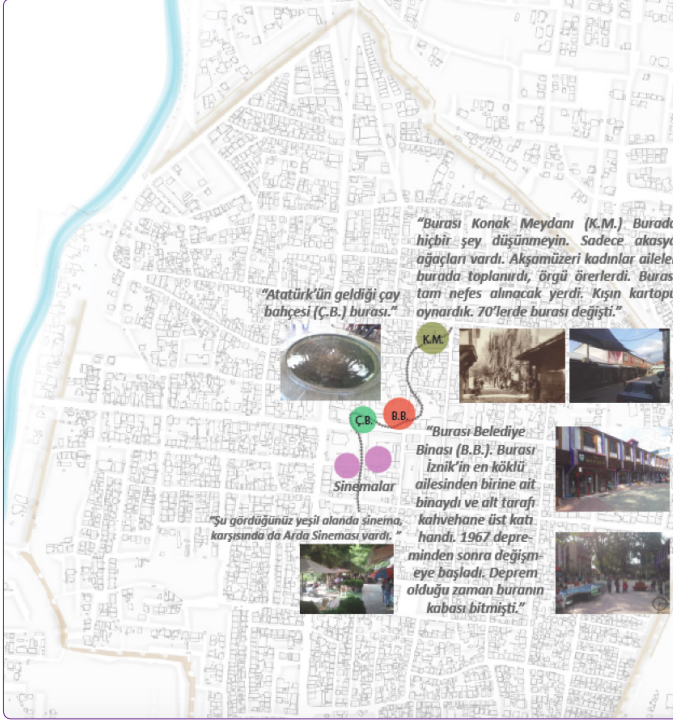 "Burası Konak Meydanı (K.M.) Burada
hiçbir şey düşünmeyin. Sadece akasya
ağaçları vardı. Akşamüzeri kadınlar aileler
burada toplanırdı, örgü örerlerdi. Burası
tam nefes alınacak yerdi. Kışın kartopu
oynardık. 70'lerde burası değişti."
"Atatürk'ün geldiği çay
bahçesi (Ç.B.) burası."
K.M.
Ç.B.
B.B.
Sinemalar
"Burası Belediye
Binası (B.B.). Burası
İznik'in en köklü
ailesinden birine ait
binaydı ve alt tarafı
kahvehane üst katı
handı. 1967 depre-
minden sonra değişm-
eye başladı. Deprem
olduğu zaman buranın
kabası bitmişti."
"Şu gördüğünüz yeşil alanda sinema,
karşısında da Arda Sineması vardı. "